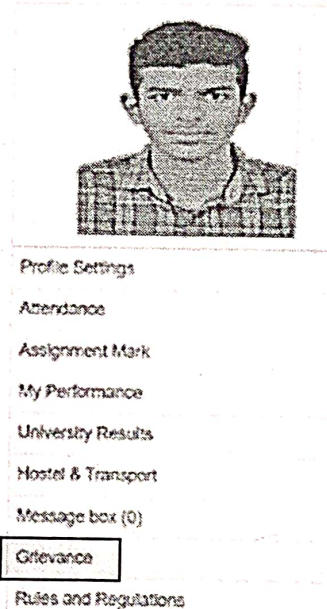 Profile Settings
Attendance
Assignment Mark
My Performance
University Results
Hostel & Transport
Message box (0)
Grievance
Rules and Regulations